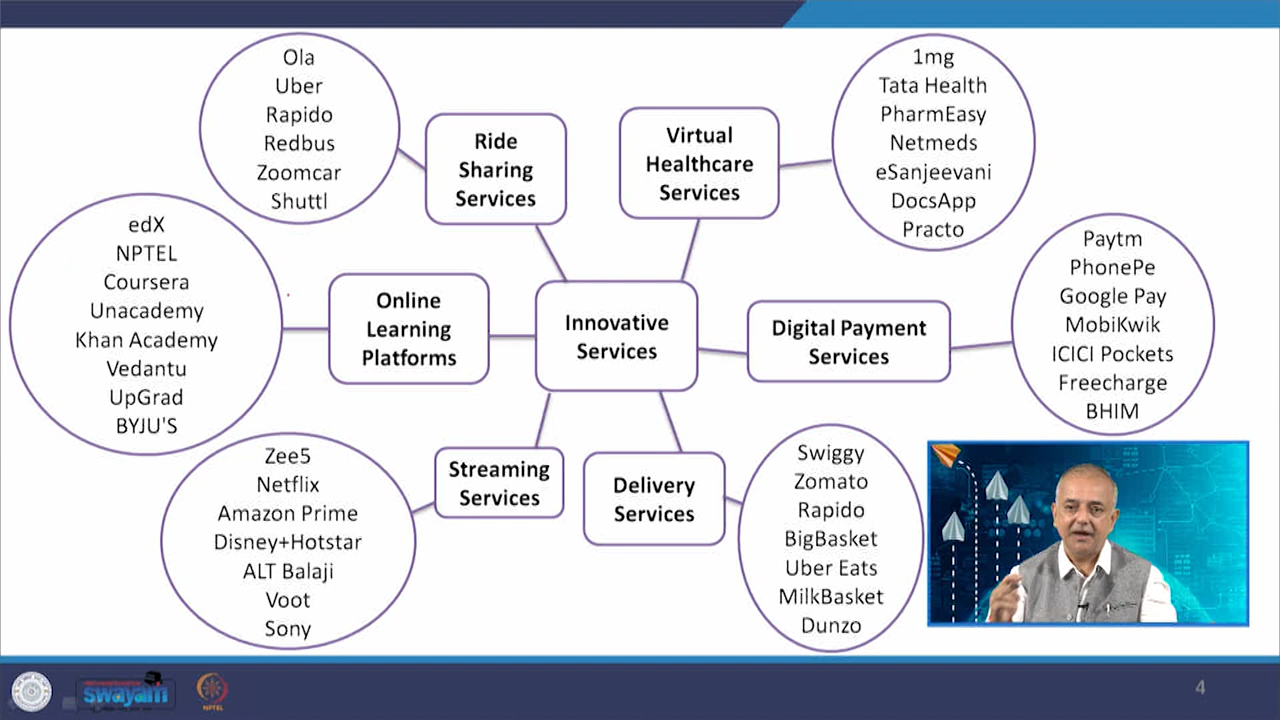 Ola
Uber
Rapido
Redbus
Zoomcar
Shuttl
Ride
Sharing
Services
Virtual
Healthcare
Services
1mg
Tata Health
PharmEasy
Netmeds
eSanjeevani
DocsApp
Practo
edX
NPTEL
Coursera
Unacademy
Khan Academy
Vedantu
UpGrad
BYJU'S
Online
Learning
Platforms
Innovative
Services
Digital Payment
Services
Paytm
PhonePe
Google Pay
MobiKwik
ICICI Pockets
Freecharge
BHIM
Zee5
Netflix
Amazon Prime
Disney+Hotstar
ALT Balaji
Voot
Sony
Streaming
Services
Delivery
Services
Swiggy
Zomato
Rapido
BigBasket
Uber Eats
MilkBasket
Dunzo
swayam
NPTEL
4